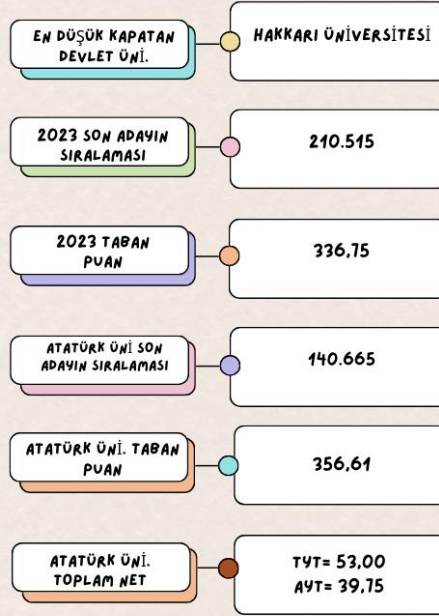 EN DÜŞÜK KAPATAN
DEVLET ÜNİ.
HAKKARI ÜNİVERSİTESİ
2023 SON ADAYIN
SIRALAMASI
210.515
2023 TABAN
PUAN
336,75
ATATÜRK ÜNİ SON
ADAYIN SIRALAMASI
140.665
ATATÜRK ÜNİ. TABAN
PUAN
356,61
ATATÜRK ÜNİ.
TOPLAM NET
TYT= 53,00
AYT= 39,75